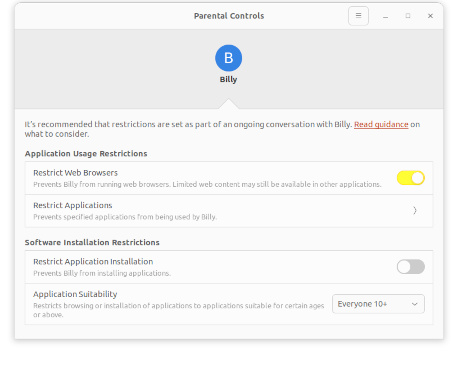 Parental Controls
B
Billy
It's recommended that restrictions are set as part of an ongoing conversation with Billy. Read guidance on
what to consider.
Application Usage Restrictions
Restrict Web Browsers
Prevents Billy from running web browsers. Limited web content may still be available in other applications.
Restrict Applications
Prevents specified applications from being used by Billy.
Software Installation Restrictions
Restrict Application Installation
Prevents Billy from installing applications.
Application Suitability
Restricts browsing or installation of applications to applications suitable for certain ages
or above.
Everyone 10+